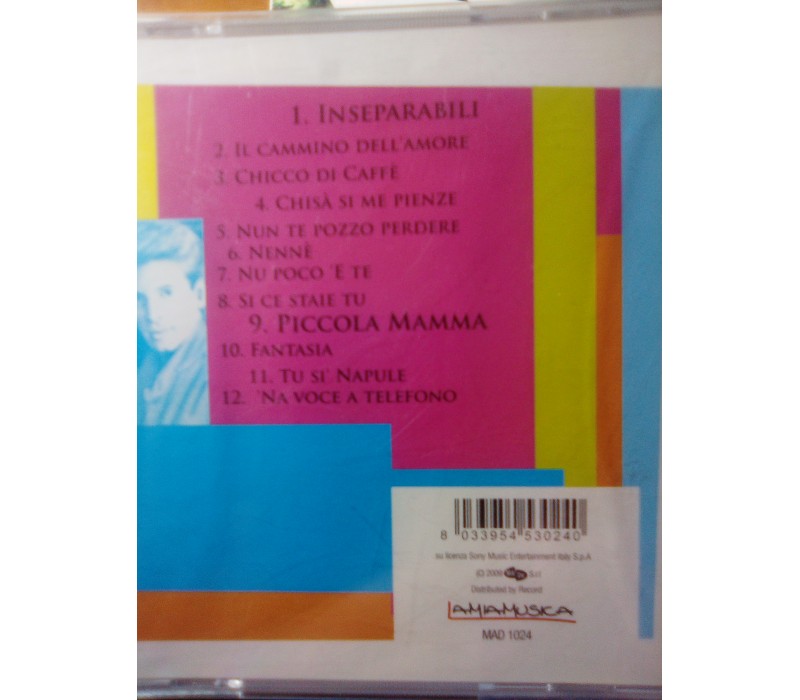 1. Inseparabili
2. Il cammino dell'amore
3. Chicco di Caffè
4. Chisà si me pienze
5. Nun te pozzo perdere
6. Nennè
7. Nu poco 'e te
8. Si ce staie tu
9. Piccola Mamma
10. Fantasia
11. Tu si' Napule
12. 'Na voce a telefono
8 033954 530240
su licenza Sony Music Entertainment Italy S.p.A
(C) 2009 S.r.l
Distributed by Record
LAMIAMUSICA
MAD 1024